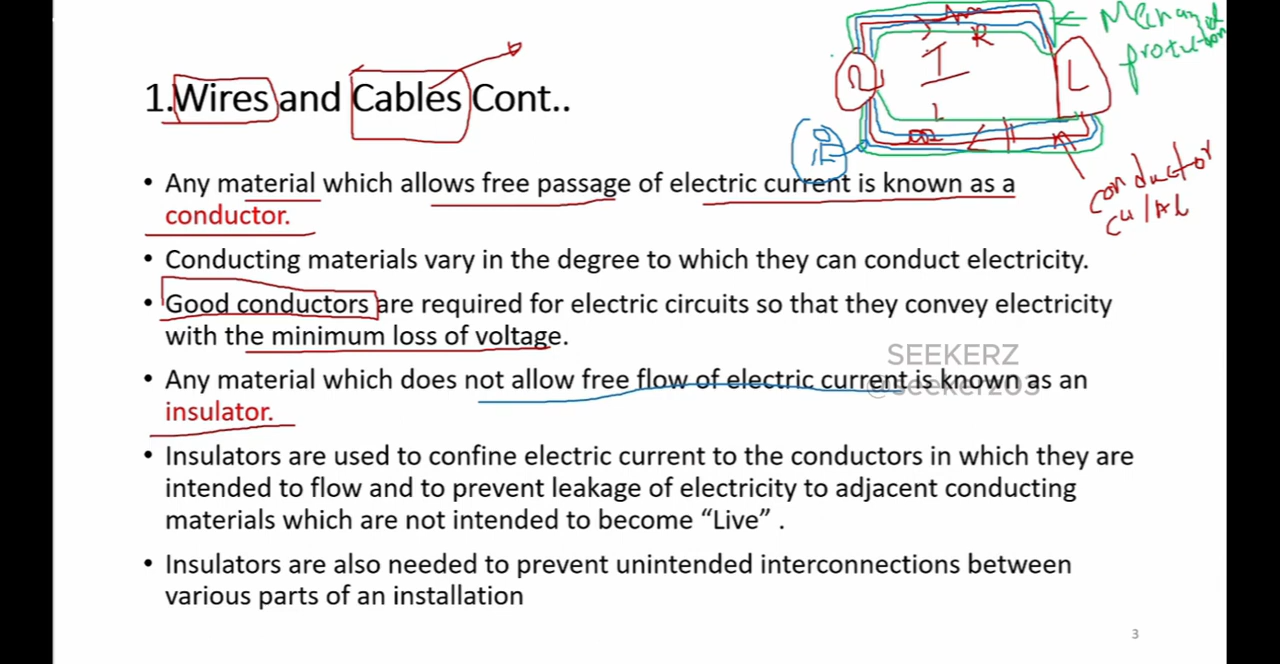 1.Wires and Cables Cont..
R
I
L
L
conductor
cu/Al
• Any material which allows free passage of electric current is known as a
conductor.
• Conducting materials vary in the degree to which they can conduct electricity.
• Good conductors are required for electric circuits so that they convey electricity
with the minimum loss of voltage.
SEEKERZ
@seekerz03
• Any material which does not allow free flow of electric current is known as an
insulator.
• Insulators are used to confine electric current to the conductors in which they are
intended to flow and to prevent leakage of electricity to adjacent conducting
materials which are not intended to become “Live” .
• Insulators are also needed to prevent unintended interconnections between
various parts of an installation
3